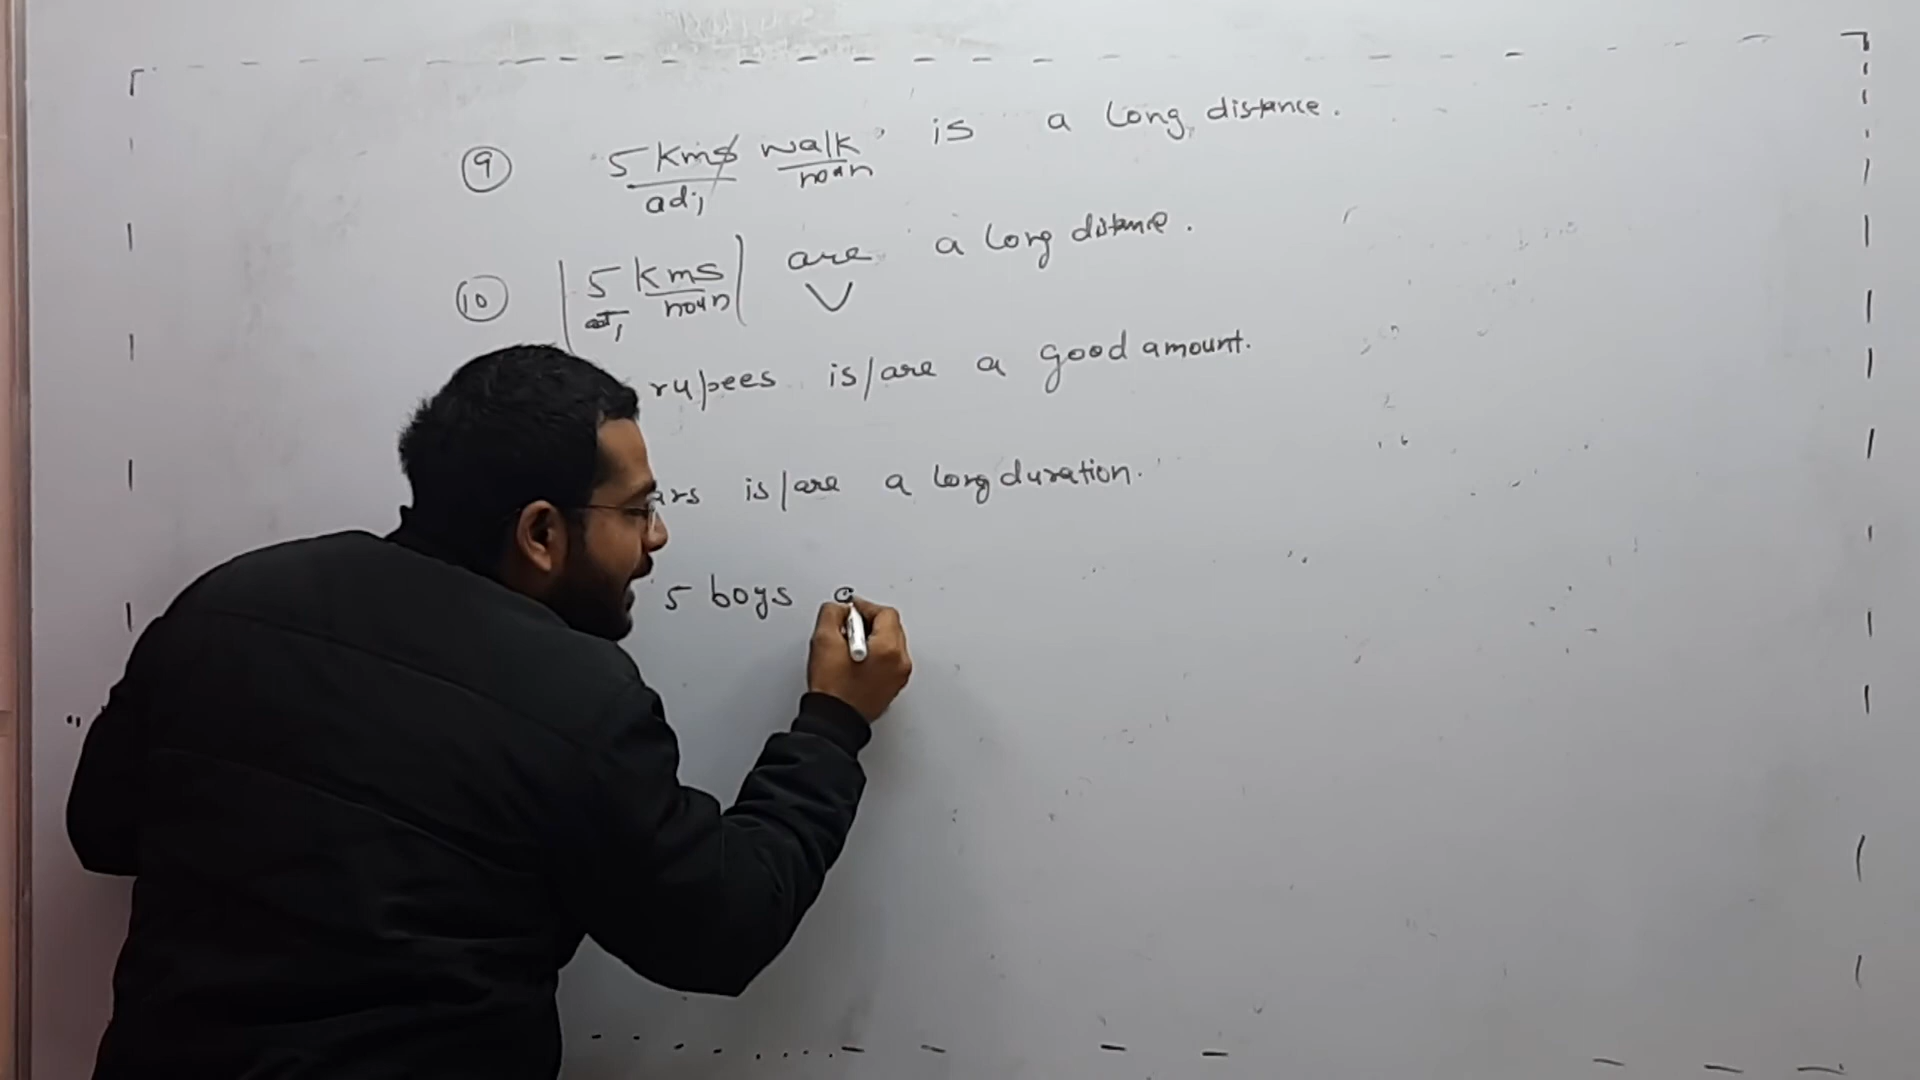 9 5 kms walk is a long distance.
adj noun
10 5 kms are a long distance.
adj noun V
rupees is/are a good amount.
is/are a long duration.
5 boys